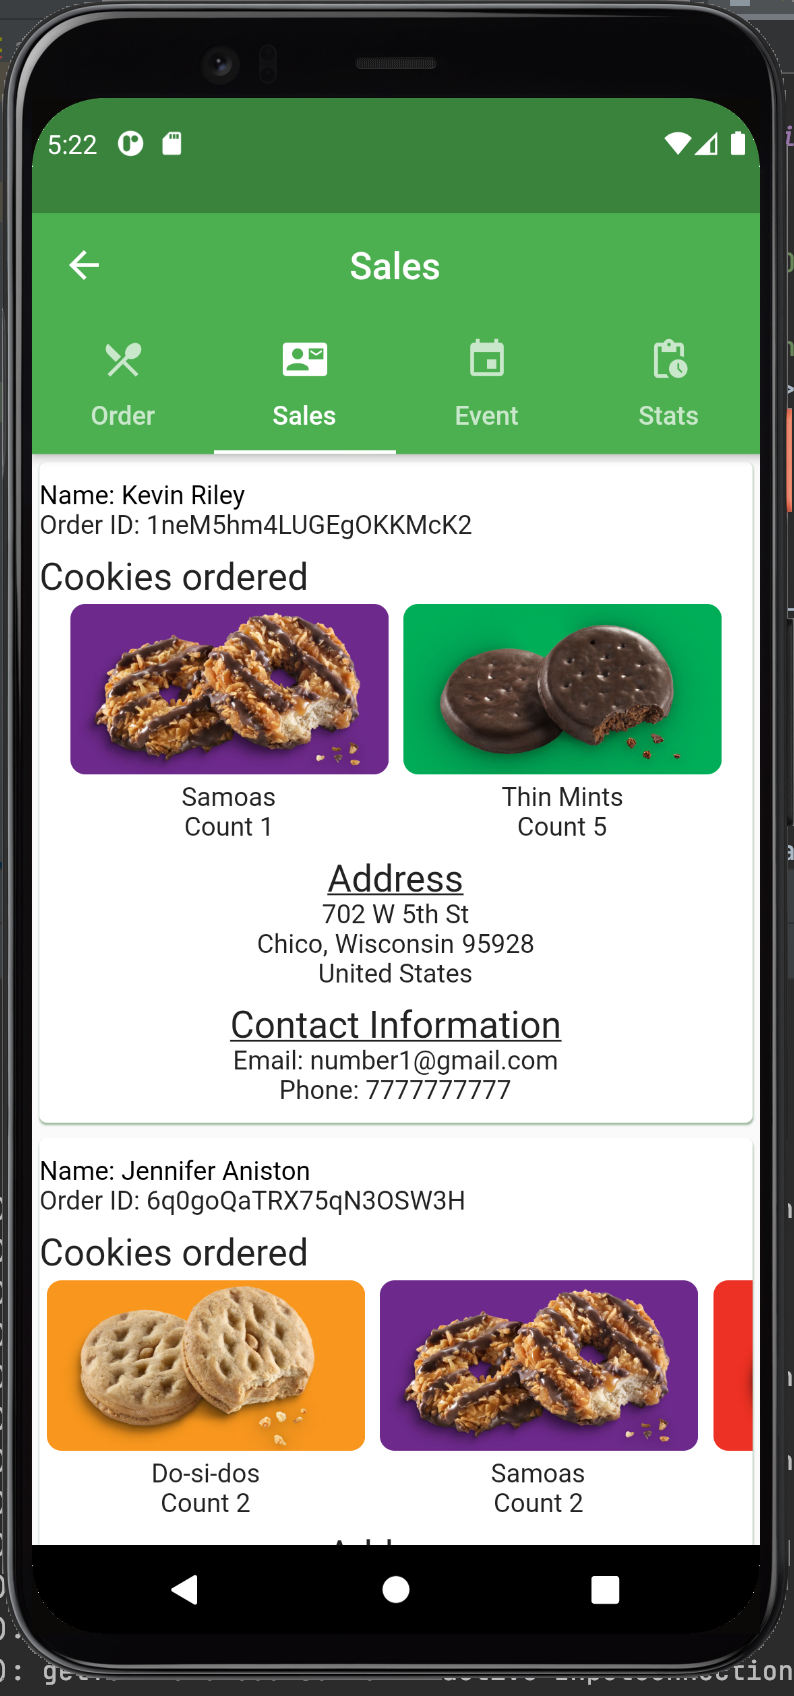 5:22
Sales
Order
Sales
Event
Stats
Name: Kevin Riley
Order ID: 1neM5hm4LUGEgOKKMcK2
Cookies ordered
Samoas
Count 1
Thin Mints
Count 5
Address
702 W 5th St
Chico, Wisconsin 95928
United States
Contact Information
Email: number1@gmail.com
Phone: 7777777777
Name: Jennifer Aniston
Order ID: 6q0goQaTRX75qN3OSW3H
Cookies ordered
Do-si-dos
Count 2
Samoas
Count 2